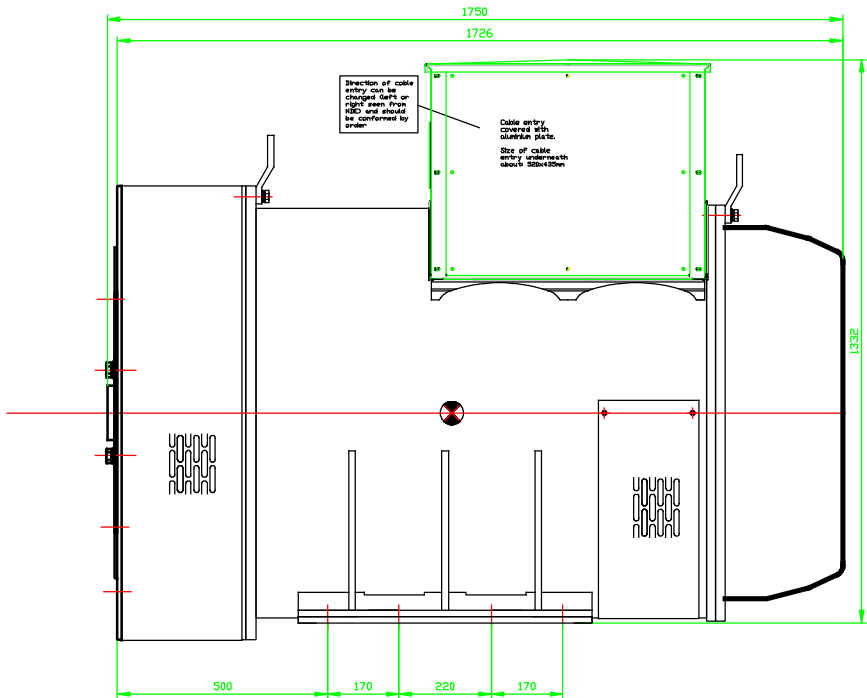 1750
1726
Direction of cable
entry can be
changed (left or
right seen from
NDE) and should
be conformed by
order
Cable entry
covered with
aluminium plate.
Size of cable
entry underneath
about 520x435mm
1332
500
170
220
170